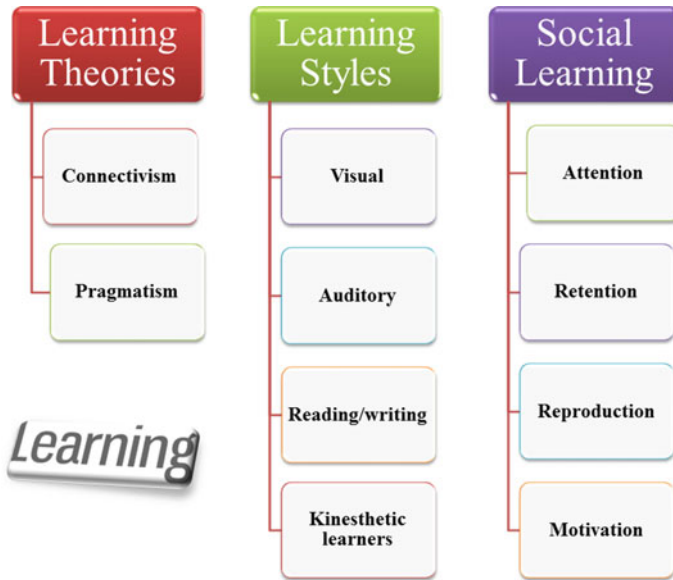 Learning
Theories
Connectivism
Pragmatism
Learning
Learning
Styles
Visual
Auditory
Reading/writing
Kinesthetic
learners
Social
Learning
Attention
Retention
Reproduction
Motivation